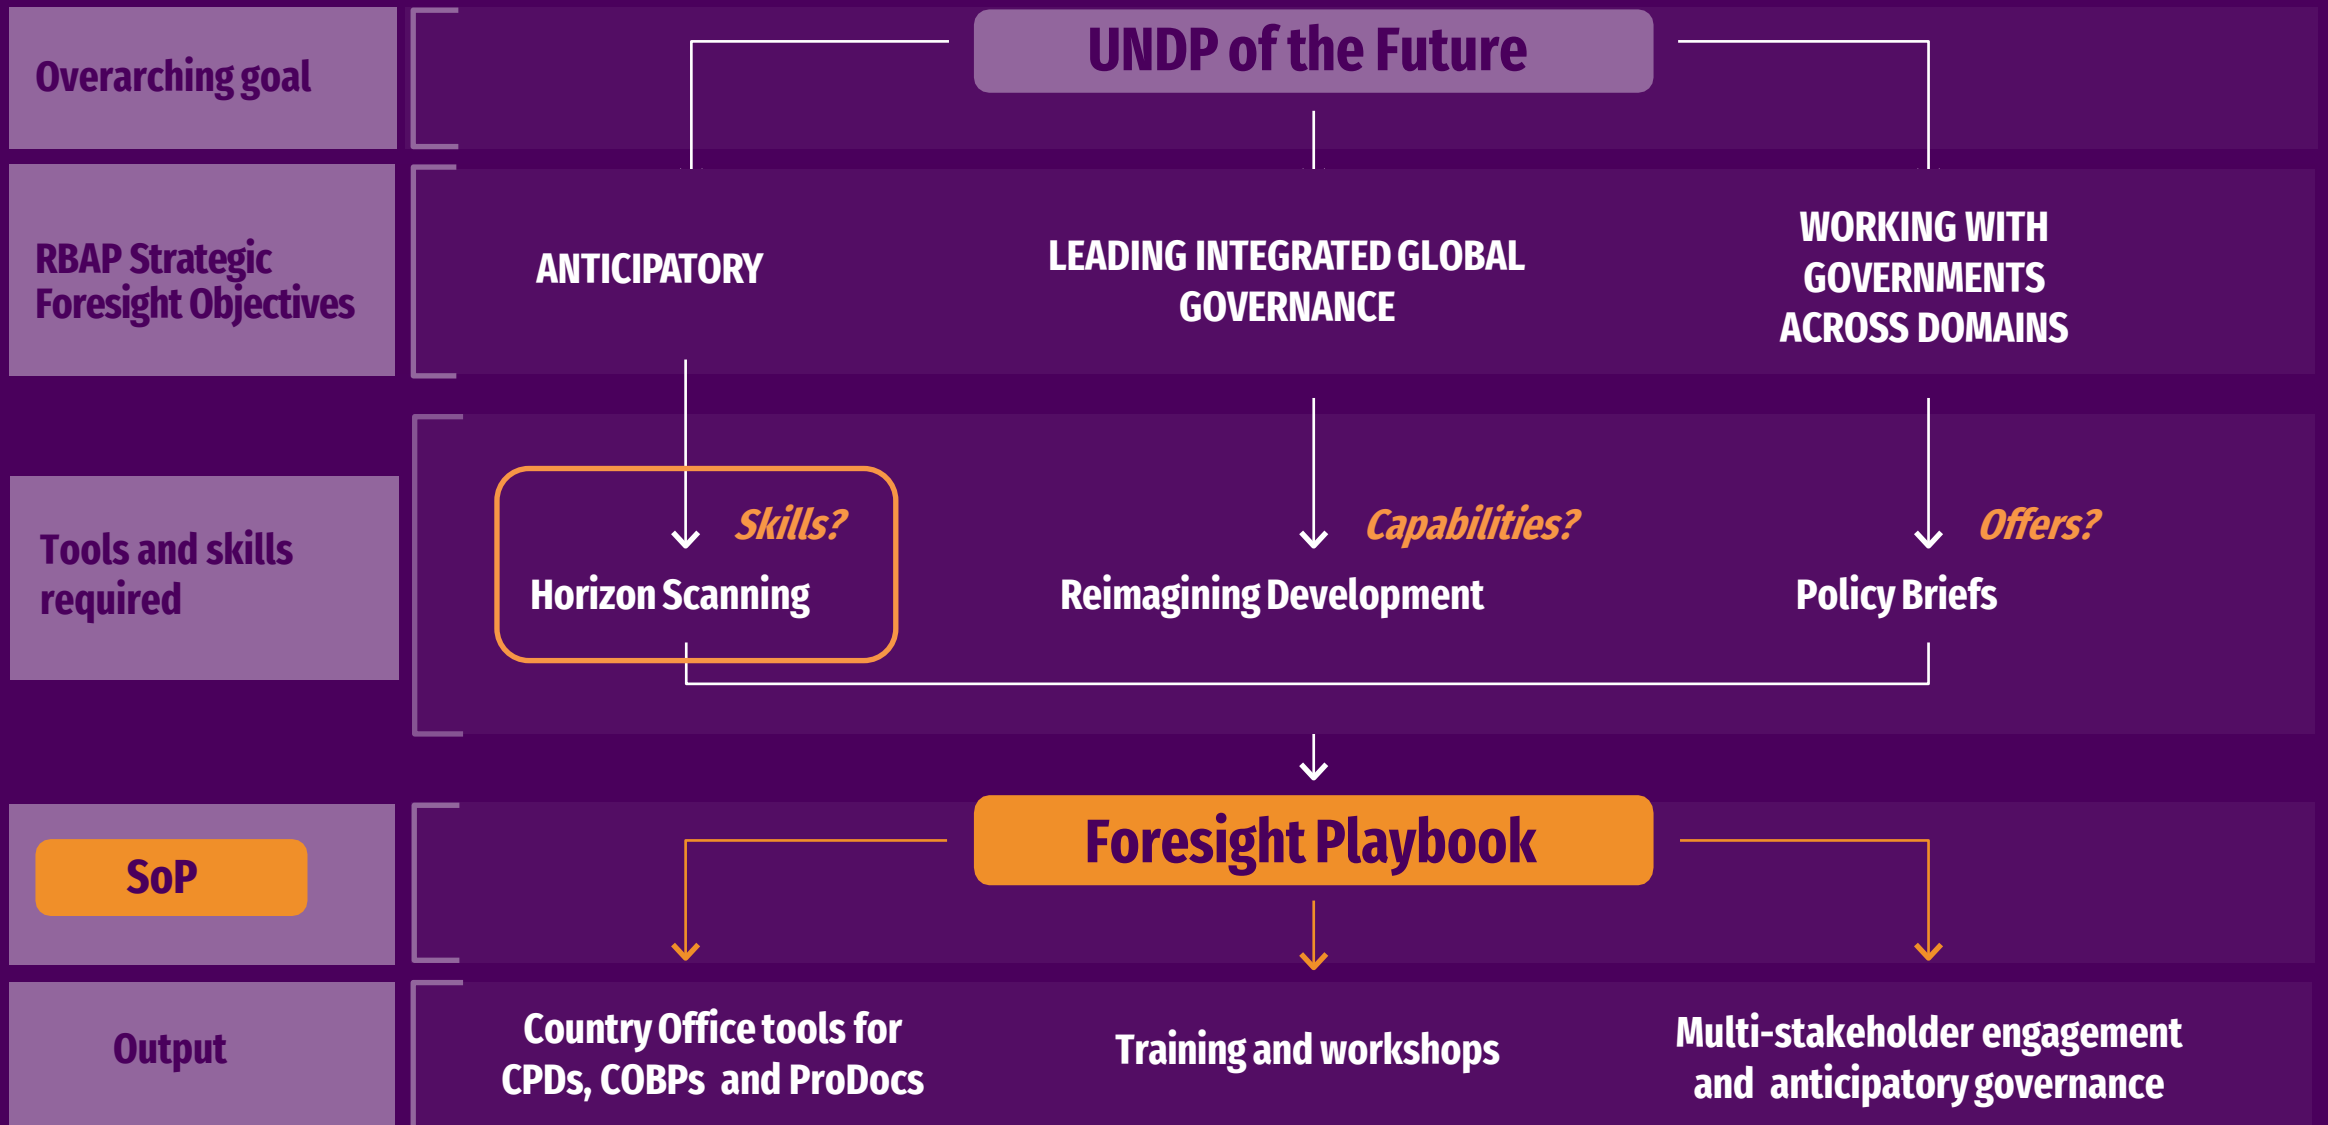 Overarching goal
UNDP of the Future
RBAP Strategic
Foresight Objectives
ANTICIPATORY
LEADING INTEGRATED GLOBAL
GOVERNANCE
WORKING WITH
GOVERNMENTS
ACROSS DOMAINS
Tools and skills
required
Skills?
Horizon Scanning
Capabilities?
Reimagining Development
Offers?
Policy Briefs
SoP
Foresight Playbook
Output
Country Office tools for
CPDs, COBPs and ProDocs
Training and workshops
Multi-stakeholder engagement
and anticipatory governance